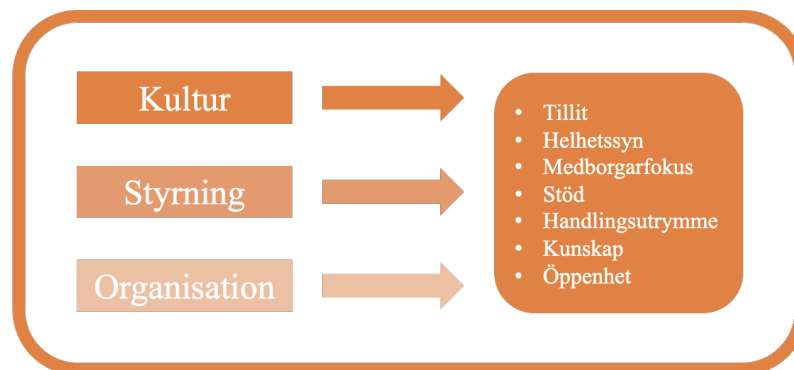 Kultur
Styrning
Organisation
• Tillit
• Helhetssyn
• Medborgarfokus
• Stöd
• Handlingsutrymme
• Kunskap
• Öppenhet